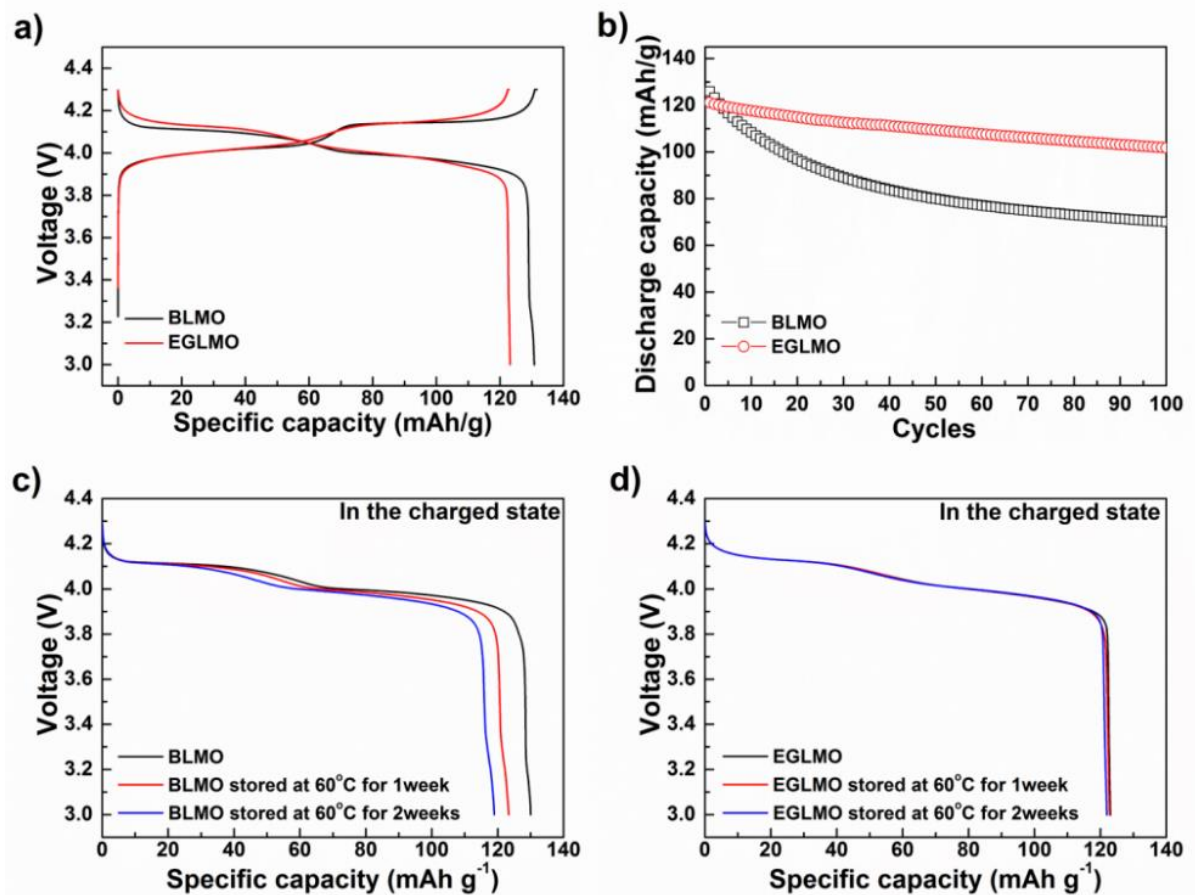 a)
4.4
4.2
4.0
3.8
3.6
3.4
3.2
3.0
Voltage (V)
BLMO
EGLMO
0 20 40 60 80 100 120 140
Specific capacity (mAh/g)
b)
140
120
100
80
60
40
20
0
Discharge capacity (mAh/g)
BLMO
EGLMO
0 10 20 30 40 50 60 70 80 90 100
Cycles
c)
4.4
4.2
4.0
3.8
3.6
3.4
3.2
3.0
Voltage (V)
In the charged state
BLMO
BLMO stored at 60°C for 1week
BLMO stored at 60°C for 2weeks
0 20 40 60 80 100 120 140
Specific capacity (mAh g⁻¹)
d)
4.4
4.2
4.0
3.8
3.6
3.4
3.2
3.0
Voltage (V)
In the charged state
EGLMO
EGLMO stored at 60°C for 1week
EGLMO stored at 60°C for 2weeks
0 20 40 60 80 100 120 140
Specific capacity (mAh g⁻¹)